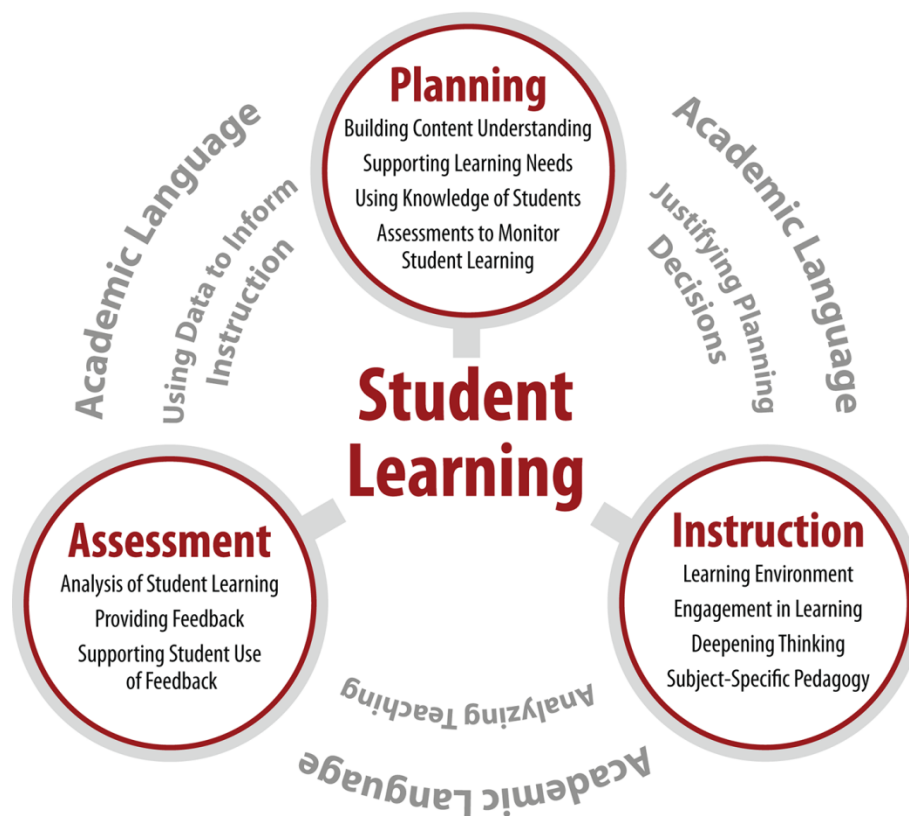 Planning
Building Content Understanding
Supporting Learning Needs
Using Knowledge of Students
Assessments to Monitor
Student Learning
Academic Language
Using Data to Inform
Instruction
Academic Language
Justifying Planning
Decisions
Student
Learning
Assessment
Analysis of Student Learning
Providing Feedback
Supporting Student Use
of Feedback
Instruction
Learning Environment
Engagement in Learning
Deepening Thinking
Subject-Specific Pedagogy
Analyzing Teaching
Academic Language